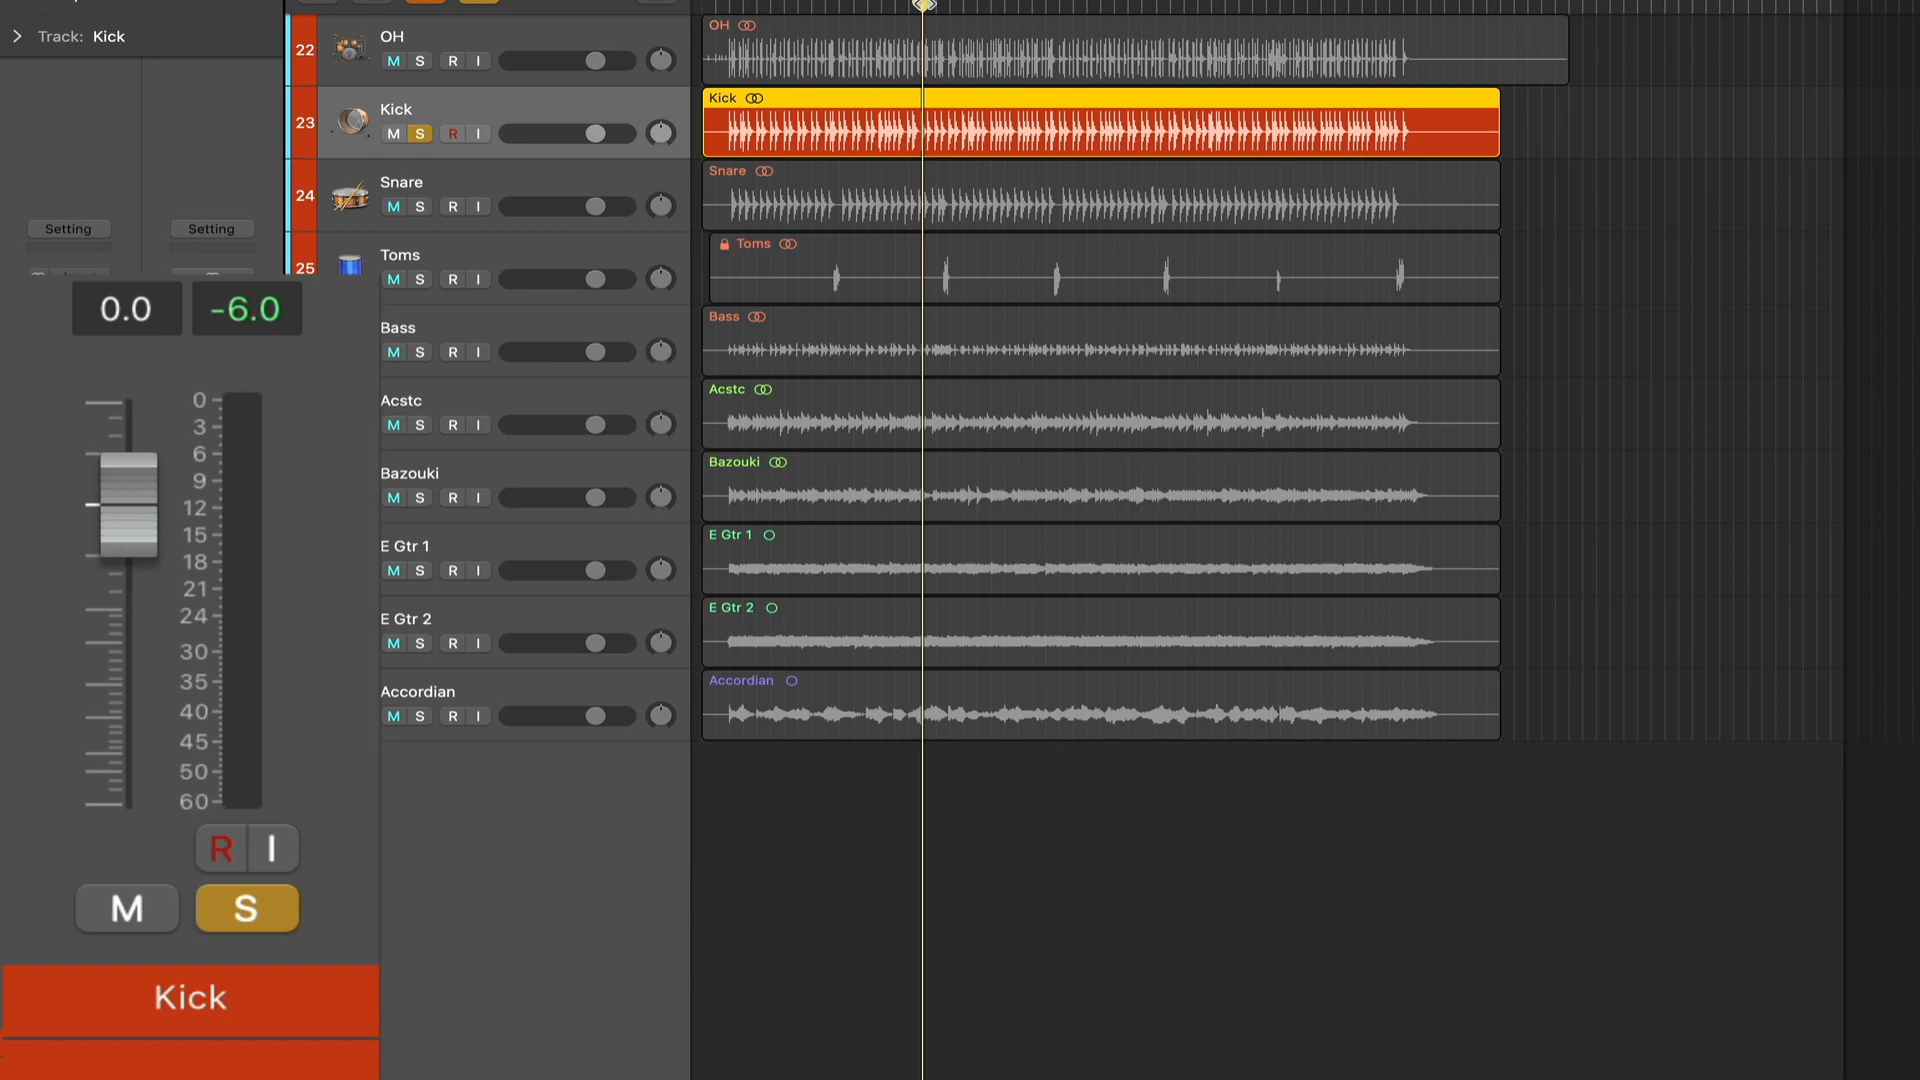 Track: Kick
Setting
Setting
0.0
-6.0
0
3
6
9
12
15
18
21
24
30
35
40
45
50
60
R I
M S
Kick
22
OH
M S R I
23
Kick
M S R I
24
Snare
M S R I
25
Toms
M S R I
Bass
M S R I
Acstc
M S R I
Bazouki
M S R I
E Gtr 1
M S R I
E Gtr 2
M S R I
Accordian
M S R I
OH
Kick
Snare
Toms
Bass
Acstc
Bazouki
E Gtr 1
E Gtr 2
Accordian